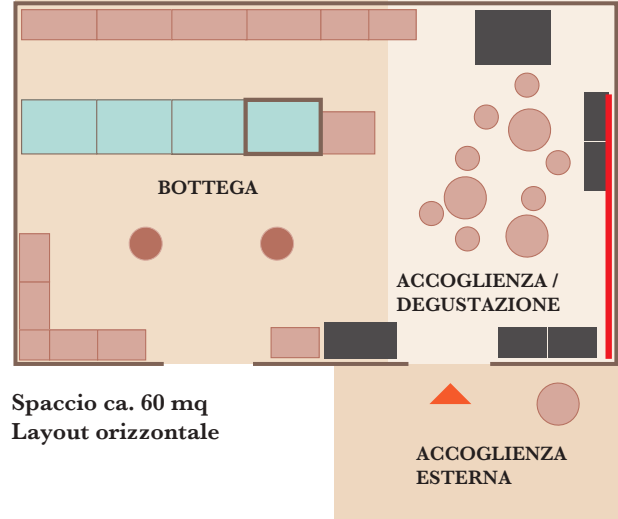 BOTTEGA
ACCOGLIENZA /
DEGUSTAZIONE
Spaccio ca. 60 mq
Layout orizzontale
ACCOGLIENZA
ESTERNA